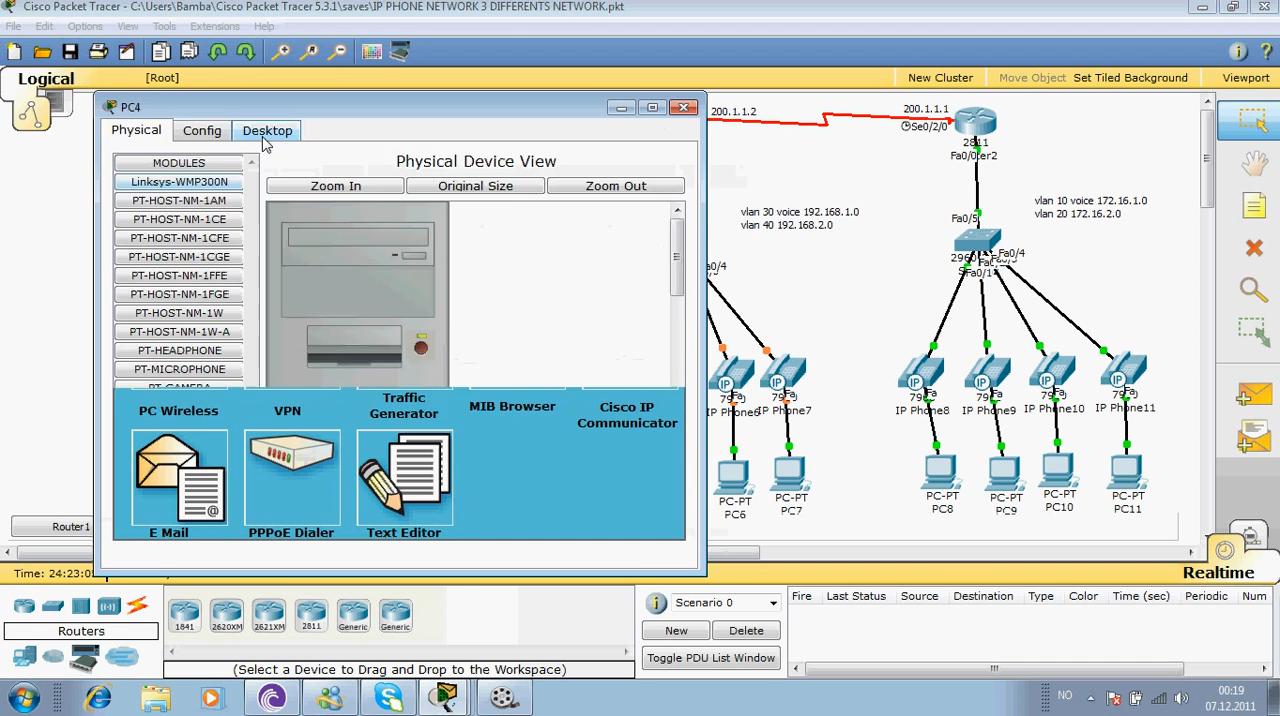 Cisco Packet Tracer - C:\Users\Bamba\Cisco Packet Tracer 5.3.1\saves\IP PHONE NETWORK 3 DIFFERENTS NETWORK.pkt
File Edit Options View Tools Extensions Help
Logical [Root] New Cluster Move Object Set Tiled Background Viewport
PC4
Physical Config Desktop
MODULES
Linksys-WMP300N
PT-HOST-NM-1AM
PT-HOST-NM-1CE
PT-HOST-NM-1CFE
PT-HOST-NM-1CGE
PT-HOST-NM-1FFE
PT-HOST-NM-1FGE
PT-HOST-NM-1W
PT-HOST-NM-1W-A
PT-HEADPHONE
PT-MICROPHONE
PT-CAMERA
Physical Device View
Zoom In Original Size Zoom Out
PC Wireless VPN Traffic Generator MIB Browser Cisco IP Communicator
E Mail PPPoE Dialer Text Editor
200.1.1.2
200.1.1.1
Se0/2/0
2811
Fa0/0
vlan 30 voice 192.168.1.0
vlan 40 192.168.2.0
vlan 10 voice 172.16.1.0
vlan 20 172.16.2.0
Fa0/5
Fa0/4
Fa0/1
IP Phone7
IP Phone8
IP Phone9
IP Phone10
IP Phone11
PC-PT
PC6
PC-PT
PC7
PC-PT
PC8
PC-PT
PC9
PC-PT
PC10
PC-PT
PC11
Router1
Realtime
Routers
1841 2620XM 2621XM 2811 Generic Generic
(Select a Device to Drag and Drop to the Workspace)
Scenario 0
New Delete
Toggle PDU List Window
Fire Last Status Source Destination Type Color Time (sec) Periodic Num
NO
00:19
07.12.2011